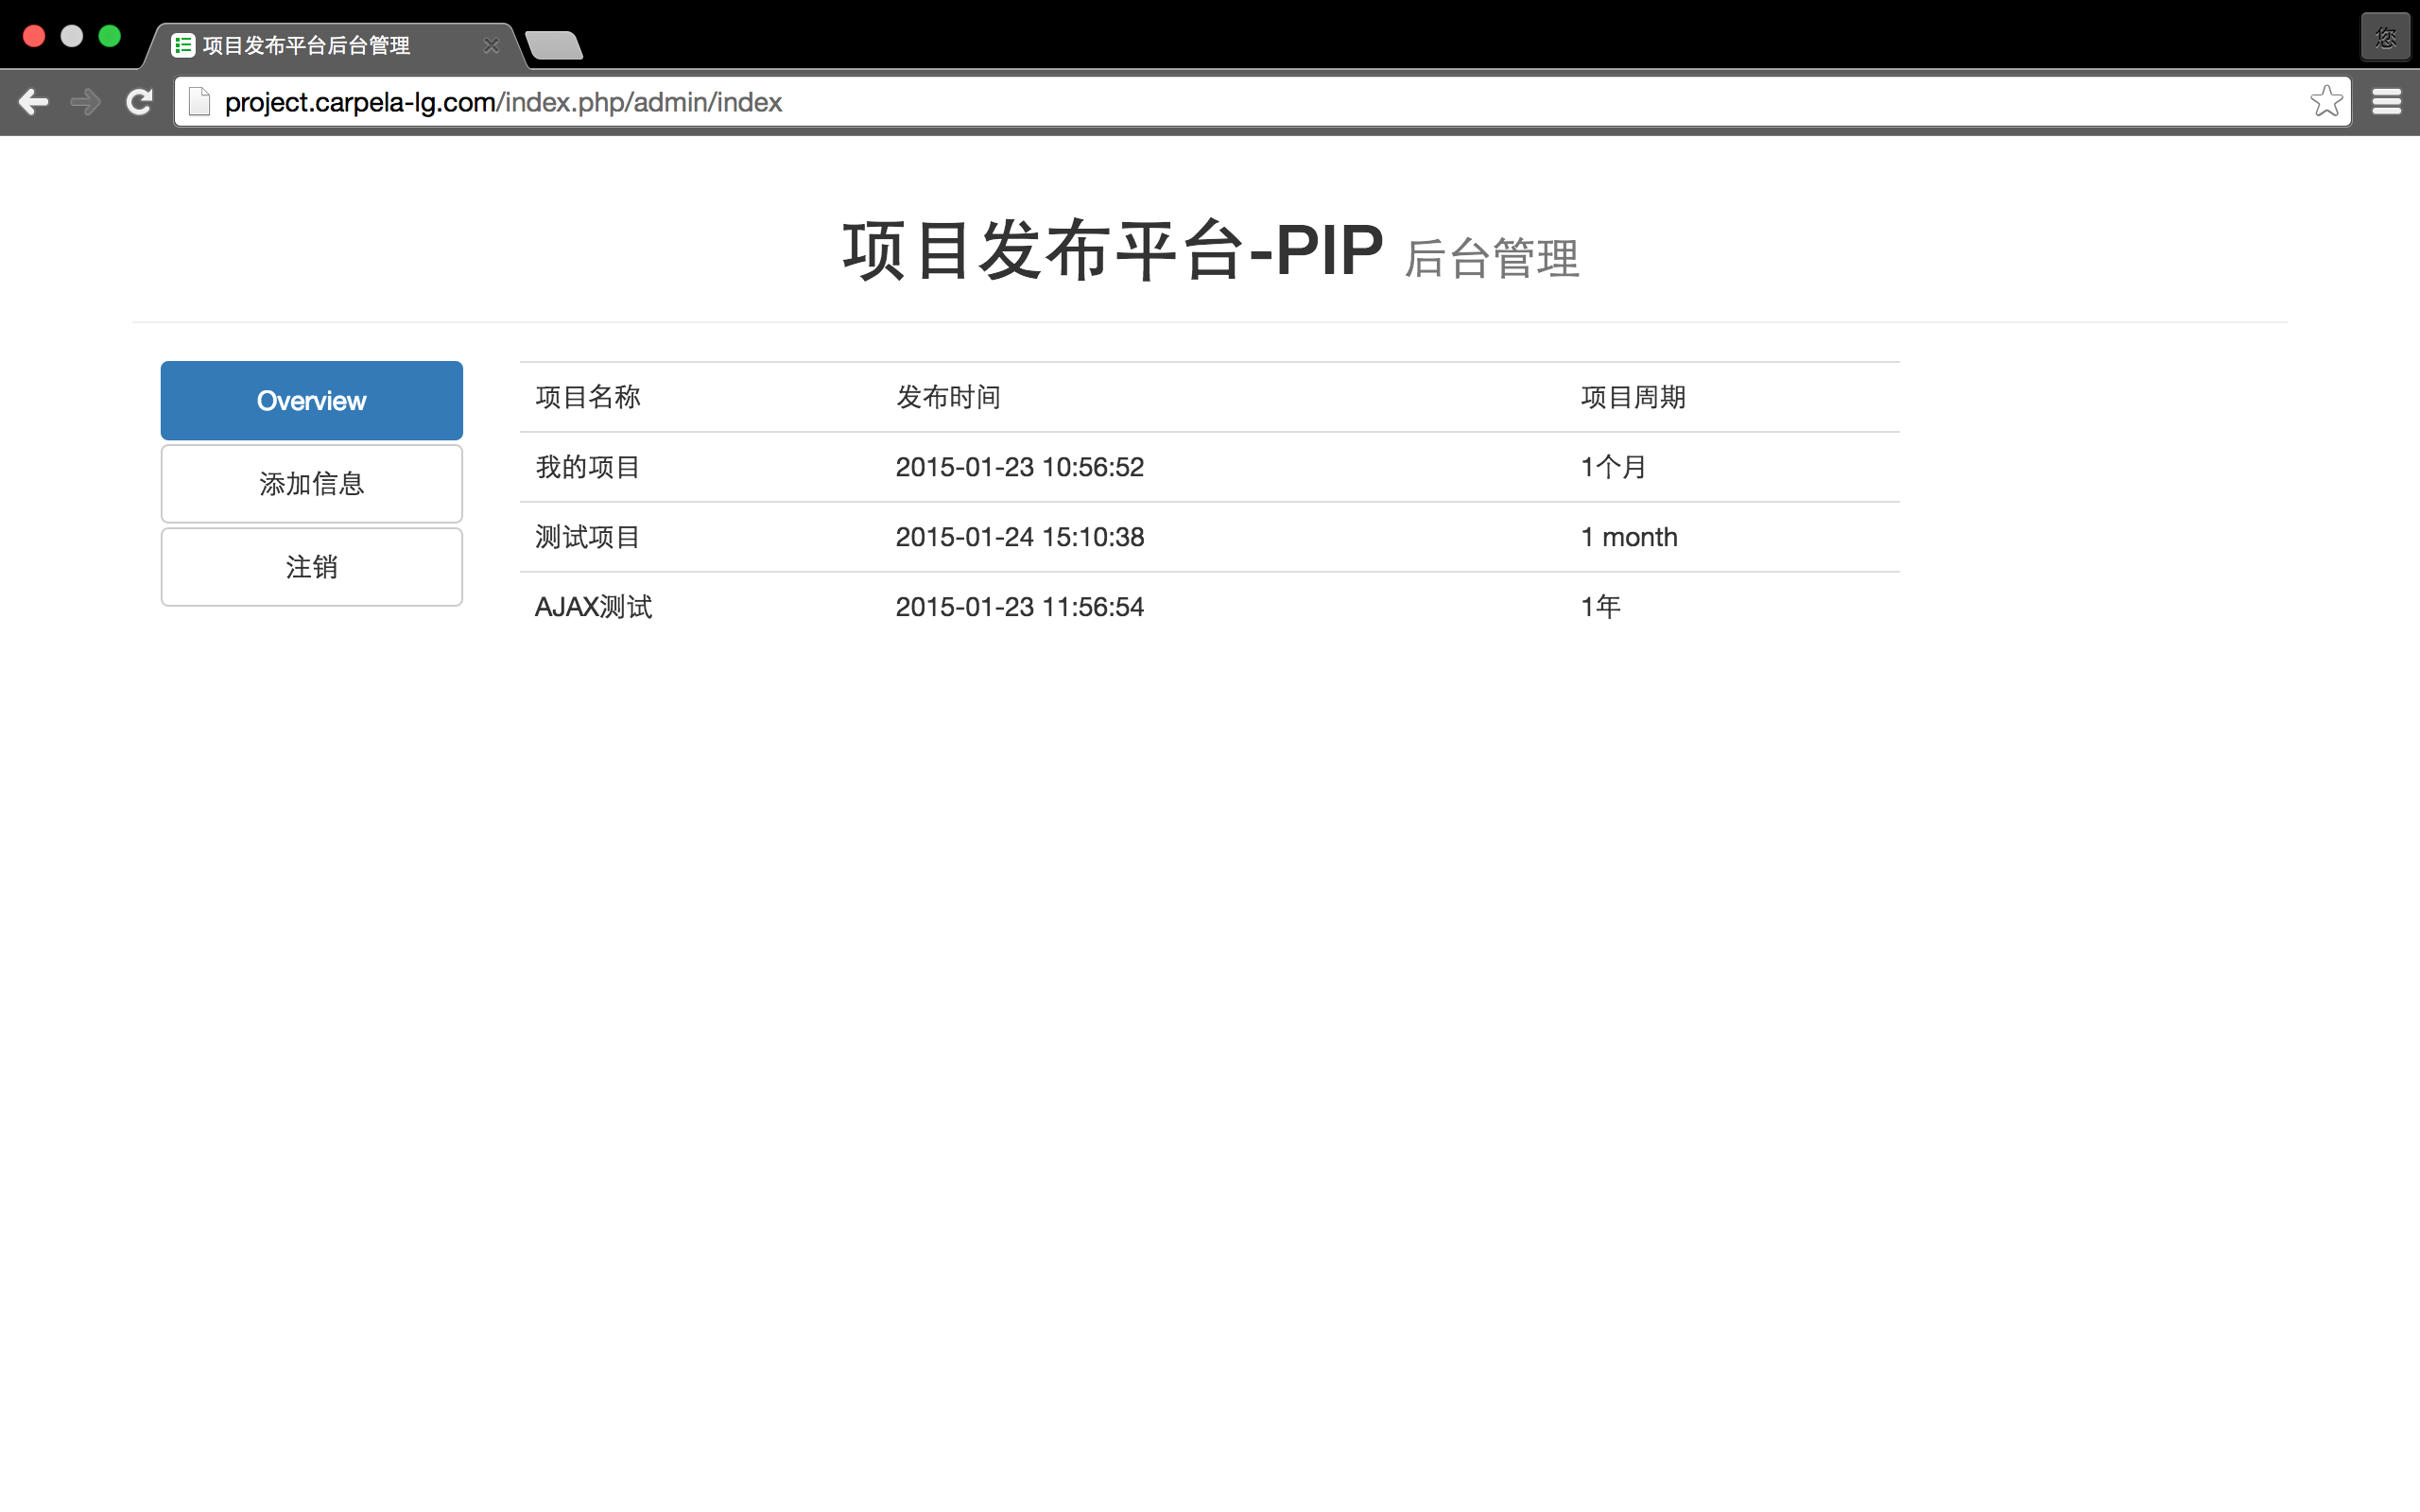 项目发布平台后台管理
您
project.carpela-lg.com/index.php/admin/index
项目发布平台-PIP 后台管理
Overview
添加信息
注销
项目名称 发布时间 项目周期
我的项目 2015-01-23 10:56:52 1个月
测试项目 2015-01-24 15:10:38 1 month
AJAX测试 2015-01-23 11:56:54 1年